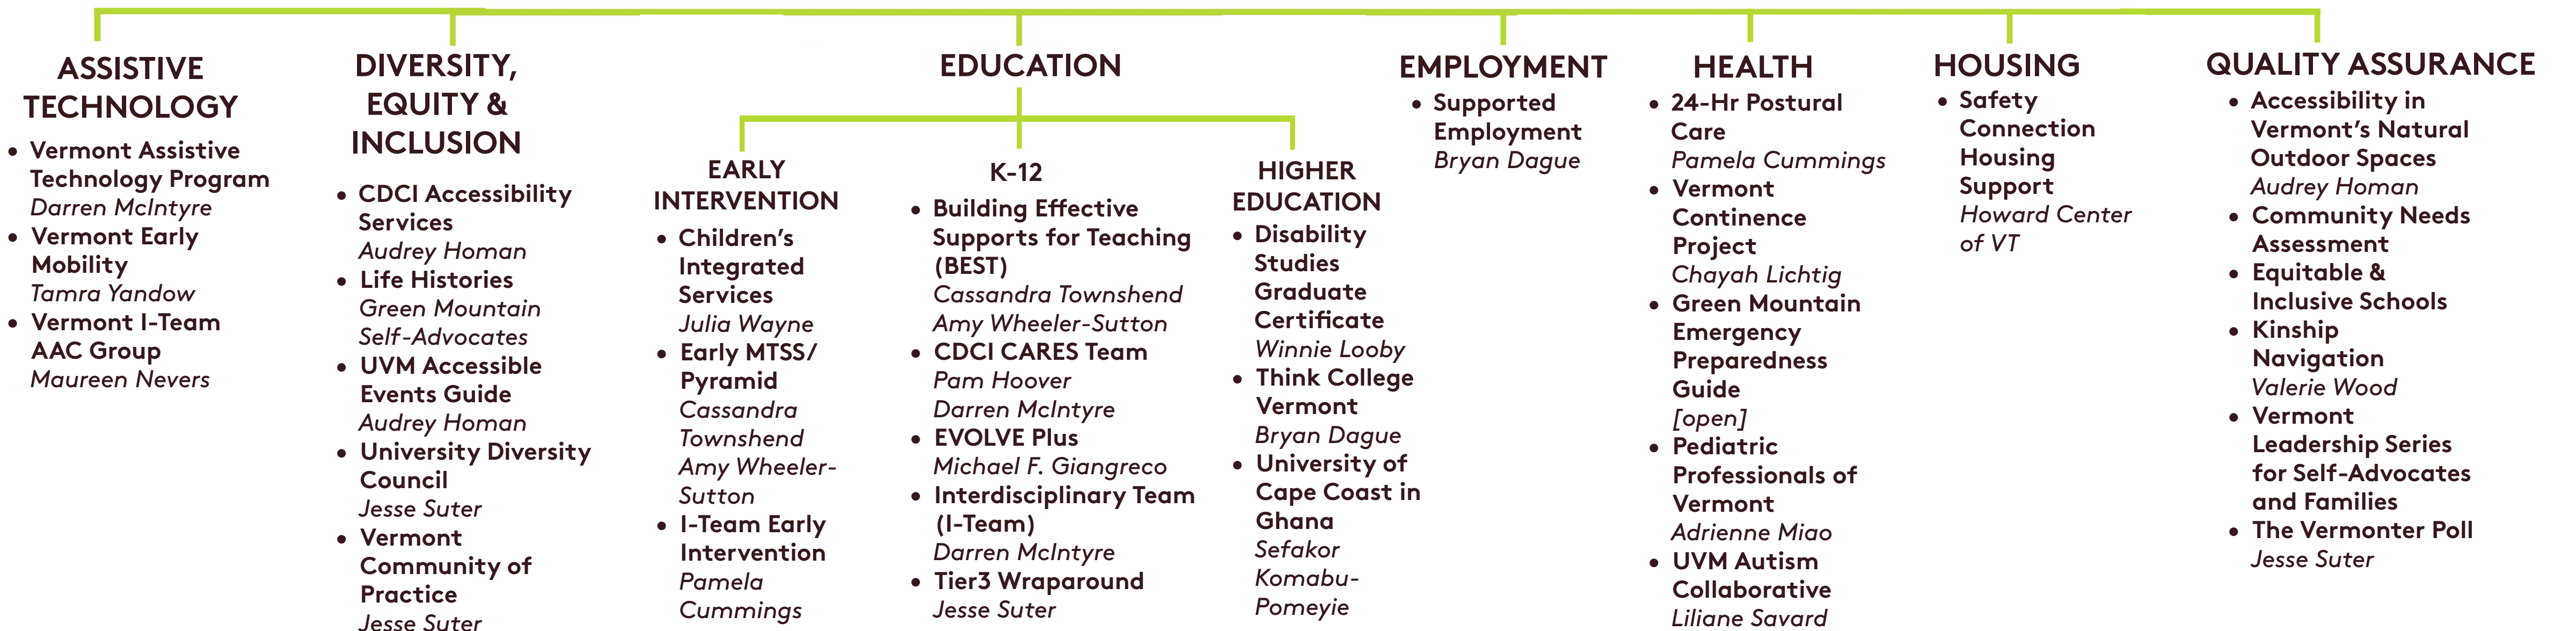 ASSISTIVE
TECHNOLOGY
• Vermont Assistive
Technology Program
Darren McIntyre
• Vermont Early
Mobility
Tamra Yandow
• Vermont I-Team
AAC Group
Maureen Nevers
DIVERSITY,
EQUITY &
INCLUSION
• CDCI Accessibility
Services
Audrey Homan
• Life Histories
Green Mountain
Self-Advocates
• UVM Accessible
Events Guide
Audrey Homan
• University Diversity
Council
Jesse Suter
• Vermont
Community of
Practice
Jesse Suter
EDUCATION
EARLY
INTERVENTION
• Children's
Integrated
Services
Julia Wayne
• Early MTSS/
Pyramid
Cassandra
Townshend
Amy Wheeler-
Sutton
• I-Team Early
Intervention
Pamela
Cummings
K-12
• Building Effective
Supports for Teaching
(BEST)
Cassandra Townshend
Amy Wheeler-Sutton
• CDCI CARES Team
Pam Hoover
Darren McIntyre
• EVOLVE Plus
Michael F. Giangreco
• Interdisciplinary Team
(I-Team)
Darren McIntyre
• Tier3 Wraparound
Jesse Suter
HIGHER
EDUCATION
• Disability
Studies
Graduate
Certificate
Winnie Looby
• Think College
Vermont
Bryan Dague
• University of
Cape Coast in
Ghana
Sefakor
Komabu-
Pomeyie
EMPLOYMENT
• Supported
Employment
Bryan Dague
HEALTH
• 24-Hr Postural
Care
Pamela Cummings
• Vermont
Continence
Project
Chayah Lichtig
• Green Mountain
Emergency
Preparedness
Guide
[open]
• Pediatric
Professionals of
Vermont
Adrienne Miao
• UVM Autism
Collaborative
Liliane Savard
HOUSING
• Safety
Connection
Housing
Support
Howard Center
of VT
QUALITY ASSURANCE
• Accessibility in
Vermont's Natural
Outdoor Spaces
Audrey Homan
• Community Needs
Assessment
• Equitable &
Inclusive Schools
• Kinship
Navigation
Valerie Wood
• Vermont
Leadership Series
for Self-Advocates
and Families
• The Vermonter Poll
Jesse Suter